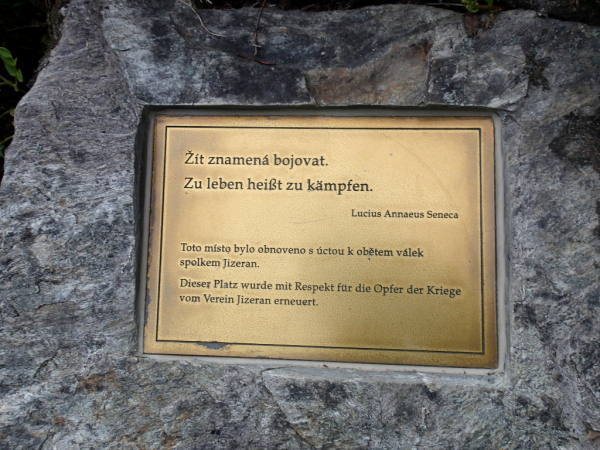 Žít znamená bojovat.
Zu leben heißt zu kämpfen.
Lucius Annaeus Seneca
Toto místo bylo obnoveno s úctou k obětem válek
spolkem Jizeran.
Dieser Platz wurde mit Respekt für die Opfer der Kriege
vom Verein Jizeran erneuert.